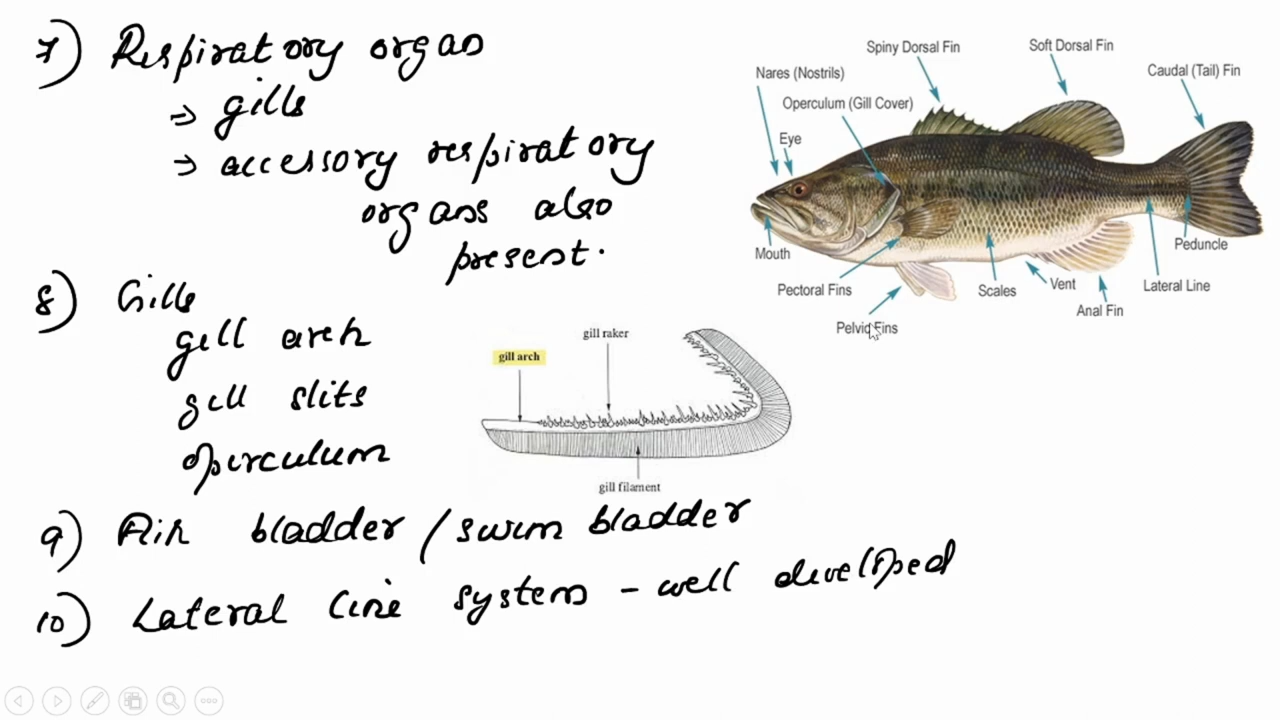 7) Respiratory organ
⇒ gills
⇒ accessory respiratory
organs also
present.
8) Gills
gill arch
gill slits
operculum
9) Air bladder / swim bladder
10) Lateral line system - well developed
Spiny Dorsal Fin
Soft Dorsal Fin
Caudal (Tail) Fin
Nares (Nostrils)
Operculum (Gill Cover)
Eye
Mouth
Pectoral Fins
Pelvic Fins
Scales
Vent
Anal Fin
Lateral Line
Peduncle
gill raker
gill arch
gill filament